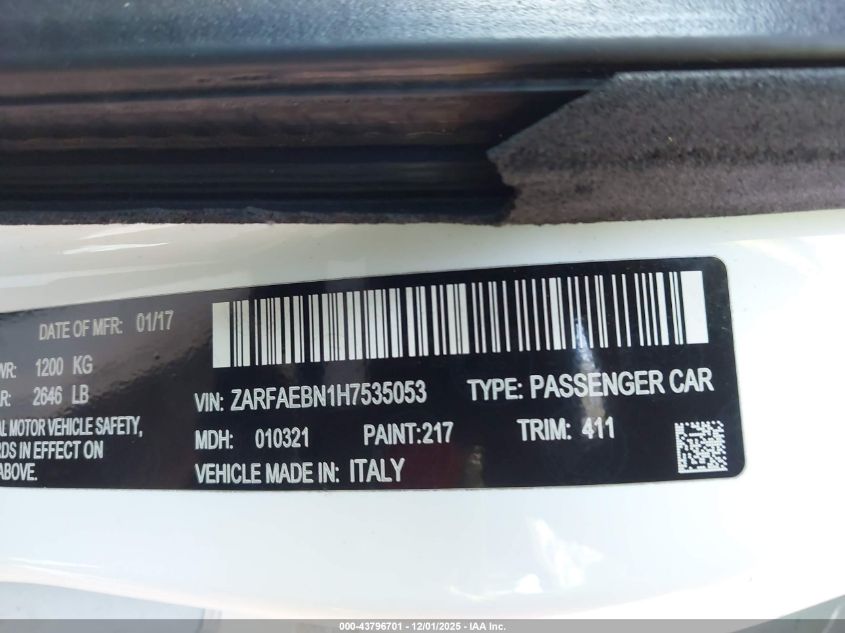 DATE OF MFR: 01/17
WR: 1200 KG
R: 2646 LB
VIN: ZARFAEBN1H7535053 TYPE: PASSENGER CAR
AL MOTOR VEHICLE SAFETY,
RDS IN EFFECT ON
ABOVE.
MDH: 010321 PAINT:217 TRIM: 411
VEHICLE MADE IN: ITALY
000-43796701 - 12/01/2025 - IAA Inc.